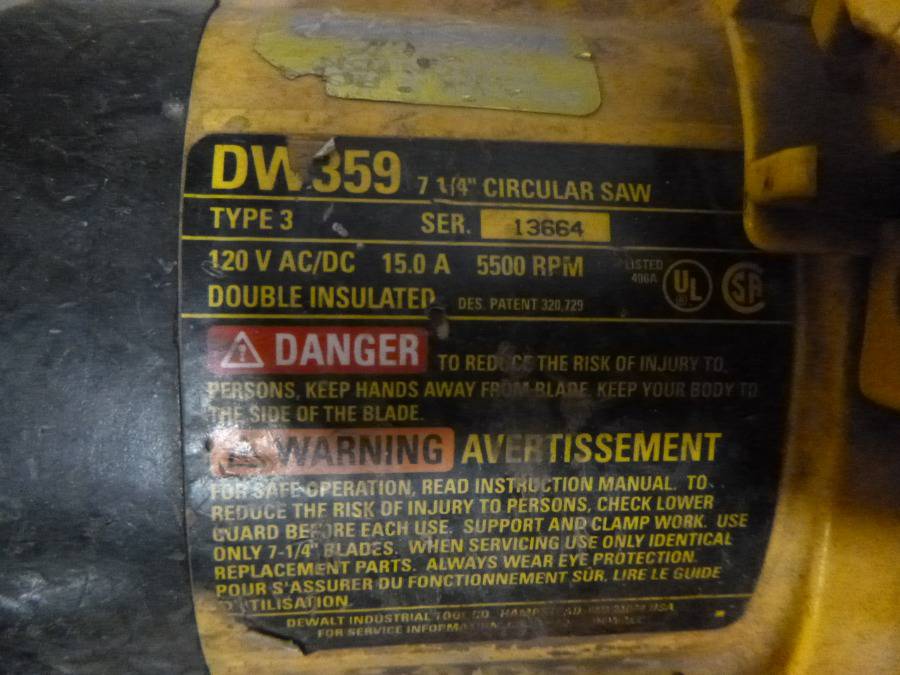 DW359 7 1/4" CIRCULAR SAW
TYPE 3 SER. 13664
120 V AC/DC 15.0 A 5500 RPM LISTED
DOUBLE INSULATED DES. PATENT 320,729 UL SA
DANGER TO REDUCE THE RISK OF INJURY TO
PERSONS, KEEP HANDS AWAY FROM BLADE. KEEP YOUR BODY TO
THE SIDE OF THE BLADE.
WARNING AVERTISSEMENT
FOR SAFE OPERATION, READ INSTRUCTION MANUAL. TO
REDUCE THE RISK OF INJURY TO PERSONS, CHECK LOWER
GUARD BEFORE EACH USE. SUPPORT AND CLAMP WORK. USE
ONLY 7-1/4" BLADES. WHEN SERVICING USE ONLY IDENTICAL
REPLACEMENT PARTS. ALWAYS WEAR EYE PROTECTION.
POUR S'ASSURER DU FONCTIONNEMENT SÛR, LIRE LE GUIDE
D'UTILISATION.
DEWALT INDUSTRIAL TOOL CO. HAMPSTEAD, USA
FOR SERVICE INFORMATION